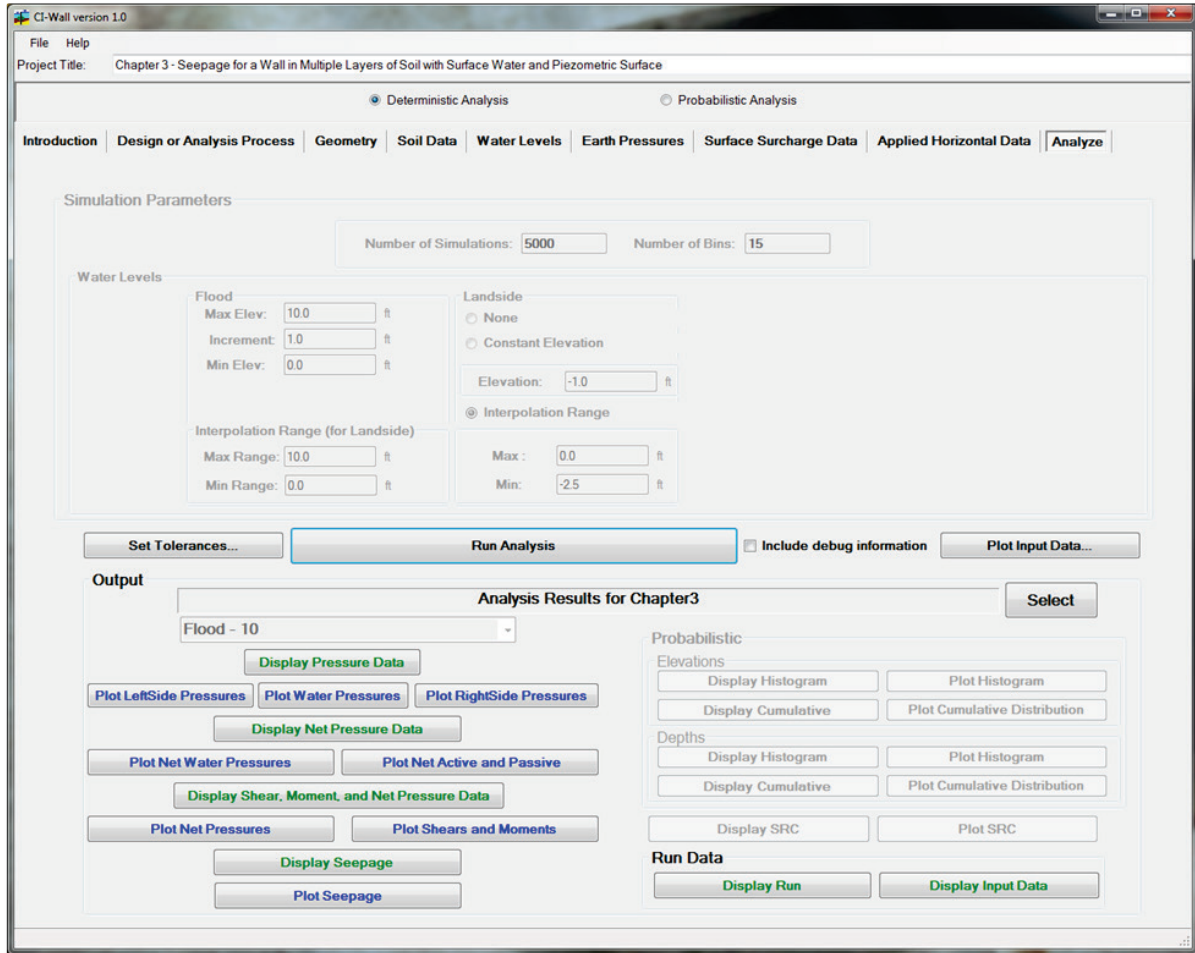 CI-Wall version 1.0
File Help
Project Title: Chapter 3 - Seepage for a Wall in Multiple Layers of Soil with Surface Water and Piezometric Surface
Deterministic Analysis Probabilistic Analysis
Introduction Design or Analysis Process Geometry Soil Data Water Levels Earth Pressures Surface Surcharge Data Applied Horizontal Data Analyze
Simulation Parameters
Number of Simulations: 5000 Number of Bins: 15
Water Levels
Flood Landside
Max Elev: 10.0 ft None
Increment: 1.0 ft Constant Elevation
Min Elev: 0.0 ft
Elevation: -1.0 ft
Interpolation Range
Interpolation Range (for Landside)
Max Range: 10.0 ft Max : 0.0 ft
Min Range: 0.0 ft Min: -2.5 ft
Set Tolerances... Run Analysis Include debug information Plot Input Data...
Output
Analysis Results for Chapter3 Select
Flood - 10
Probabilistic
Display Pressure Data
Elevations
Display Histogram Plot Histogram
Plot LeftSide Pressures Plot Water Pressures Plot RightSide Pressures
Display Cumulative Plot Cumulative Distribution
Display Net Pressure Data
Depths
Plot Net Water Pressures Plot Net Active and Passive Display Histogram Plot Histogram
Display Shear, Moment, and Net Pressure Data Display Cumulative Plot Cumulative Distribution
Plot Net Pressures Plot Shears and Moments Display SRC Plot SRC
Display Seepage Run Data
Plot Seepage Display Run Display Input Data